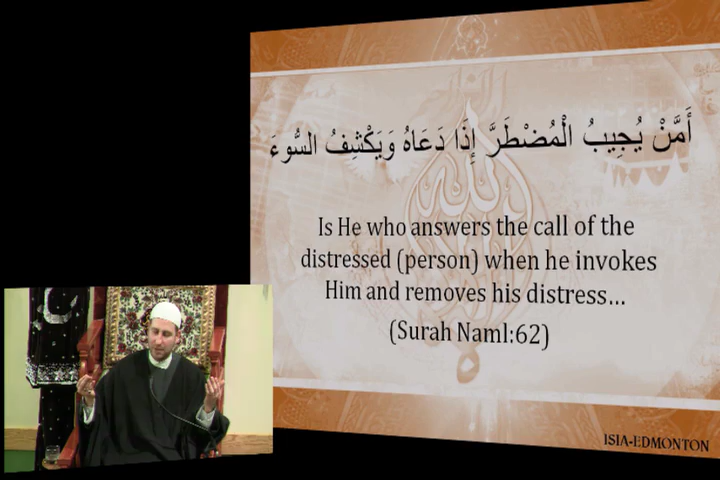 أَمَّنْ يُجِيبُ الْمُضْطَرَّ إِذَا دَعَاهُ وَيَكْشِفُ السُّوءَ
Is He who answers the call of the
distressed (person) when he invokes
Him and removes his distress...
(Surah Naml:62)
ISIA-EDMONTON